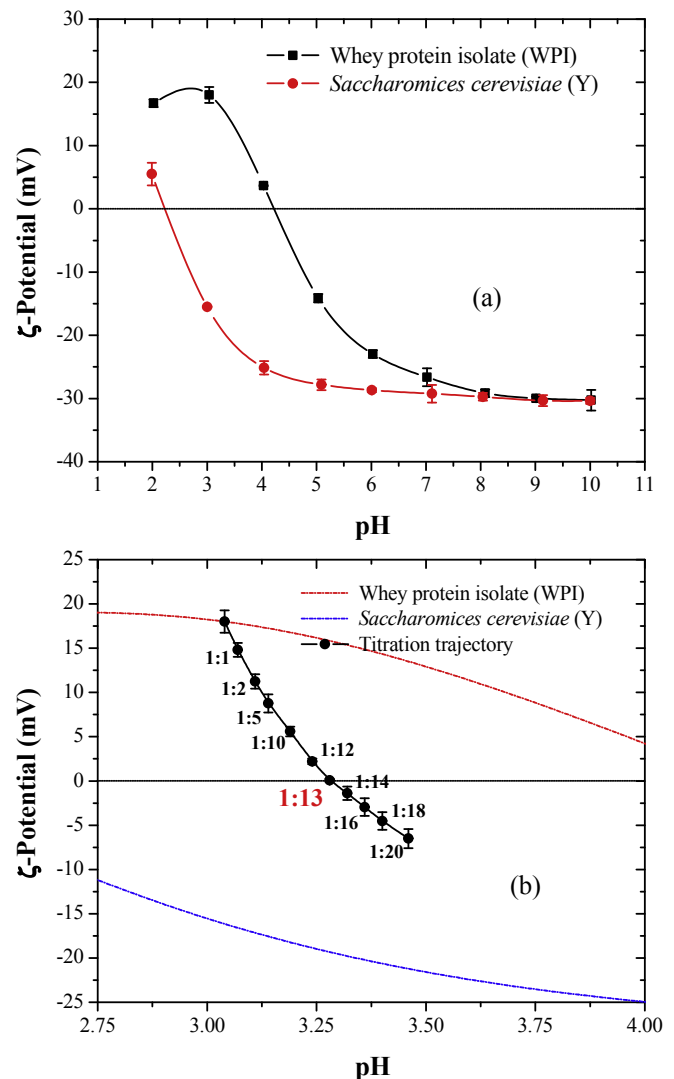 30
20
10
0
-10
-20
-30
-40
ζ-Potential (mV)
Whey protein isolate (WPI)
Saccharomices cerevisiae (Y)
(a)
1 2 3 4 5 6 7 8 9 10 11
pH
25
20
15
10
5
0
-5
-10
-15
-20
-25
ζ-Potential (mV)
Whey protein isolate (WPI)
Saccharomices cerevisiae (Y)
Titration trajectory
1:1
1:2
1:5
1:10
1:12
1:13
1:14
1:16
1:18
1:20
(b)
2.75 3.00 3.25 3.50 3.75 4.00
pH